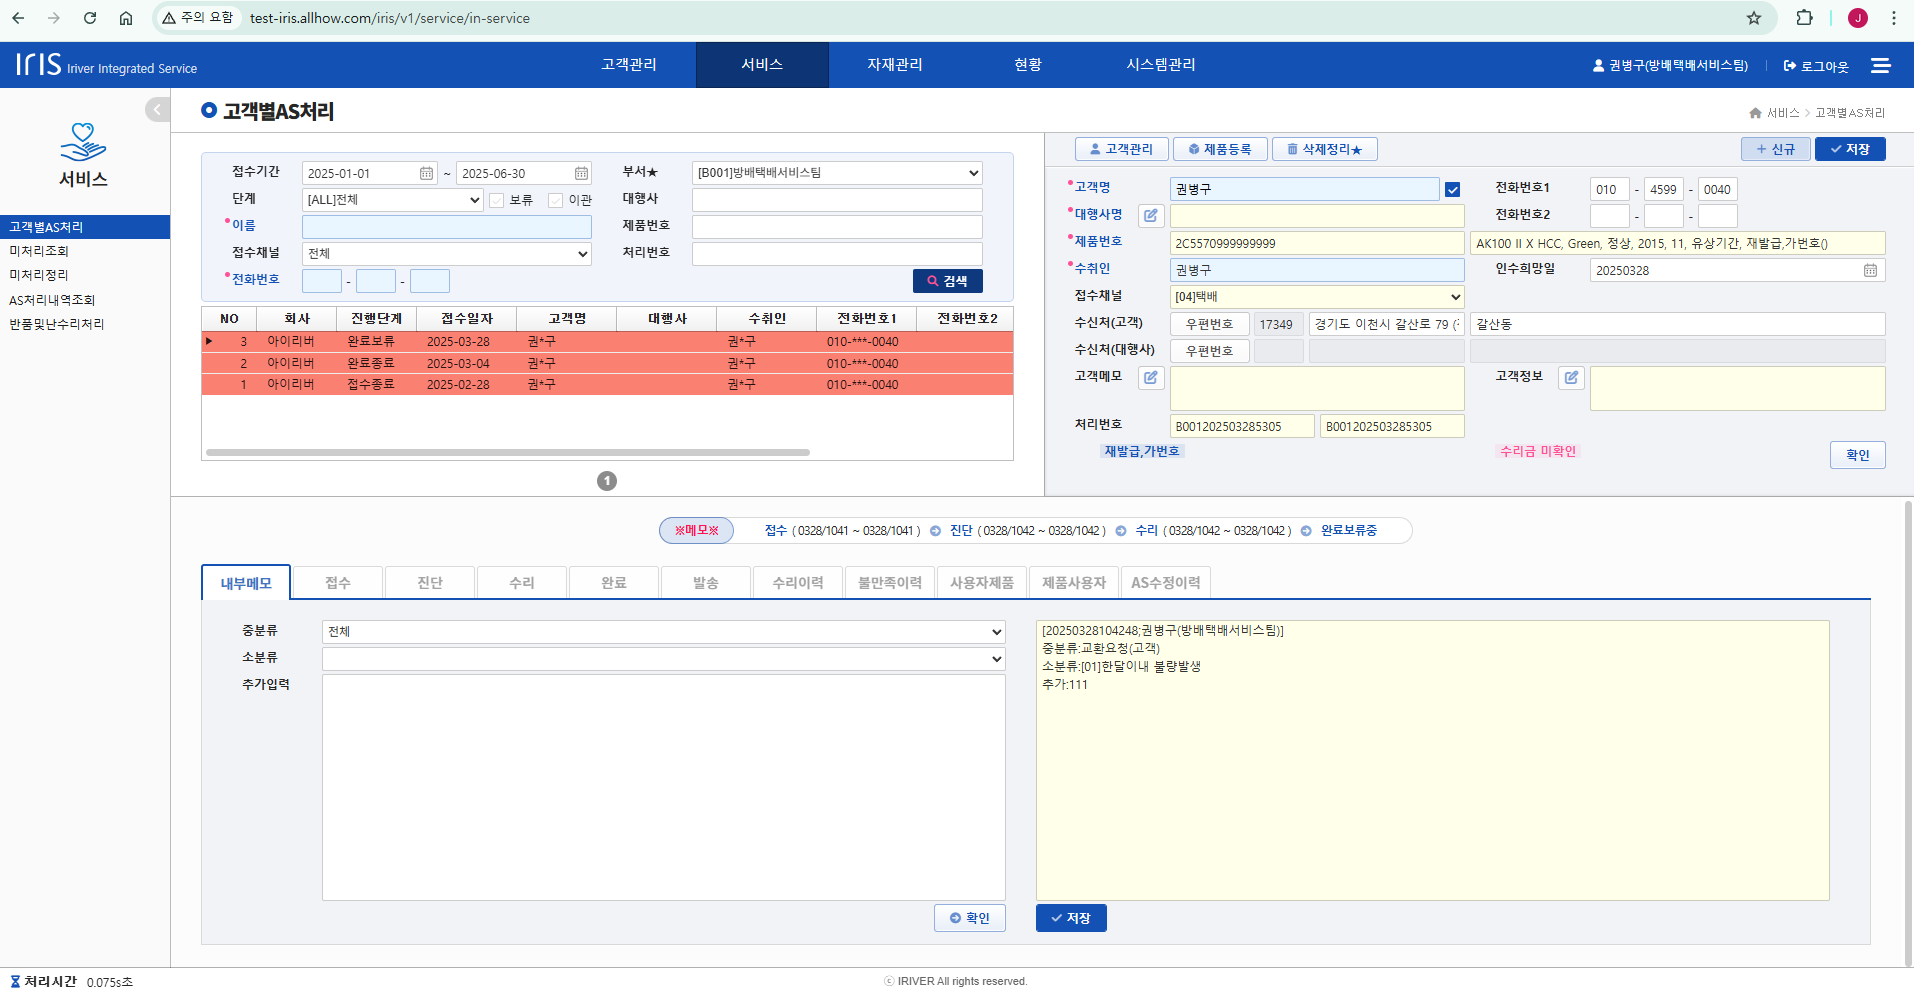 주의 요함
test-iris.allhow.com/iris/v1/service/in-service
J
IRIS Iriver Integrated Service
고객관리
서비스
자재관리
현황
시스템관리
권병구(방배택배서비스팀)
로그아웃
서비스
고객별AS처리
미처리조회
미처리정리
AS처리내역조회
반품및난수리처리
고객별AS처리
서비스 > 고객별AS처리
접수기간 2025-01-01 ~ 2025-06-30 부서★ [B001]방배택배서비스팀
단계 [ALL]전체 보류 이관 대행사
이름 제품번호
접수채널 전체 처리번호
전화번호 - - 검색
NO 회사 진행단계 접수일자 고객명 대행사 수취인 전화번호1 전화번호2
3 아이리버 완료보류 2025-03-28 권*구 권*구 010-***-0040
2 아이리버 완료종료 2025-03-04 권*구 권*구 010-***-0040
1 아이리버 접수종료 2025-02-28 권*구 권*구 010-***-0040
1
고객관리 제품등록 삭제정리★ 신규 저장
고객명 권병구 전화번호1 010 - 4599 - 0040
대행사명 전화번호2 - -
제품번호 2C5570999999999 AK100 II X HCC, Green, 정상, 2015, 11, 유상기간, 재발급,가번호()
수취인 권병구 인수희망일 20250328
접수채널 [04]택배
수신처(고객) 우편번호 17349 경기도 이천시 갈산로 79 갈산동
수신처(대행사) 우편번호
고객메모 고객정보
처리번호 B001202503285305 B001202503285305
재발급,가번호 수리금 미확인 확인
※메모※ 접수 ( 0328/1041 ~ 0328/1041 ) 진단 ( 0328/1042 ~ 0328/1042 ) 수리 ( 0328/1042 ~ 0328/1042 ) 완료보류중
내부메모 접수 진단 수리 완료 발송 수리이력 불만족이력 사용자제품 제품사용자 AS수정이력
중분류 전체
소분류
추가입력
확인
[20250328104248;권병구(방배택배서비스팀)]
중분류:교환요청(고객)
소분류:[01]한달이내 불량발생
추가:111
저장
처리시간 0.075s초
ⓒ IRIVER All rights reserved.